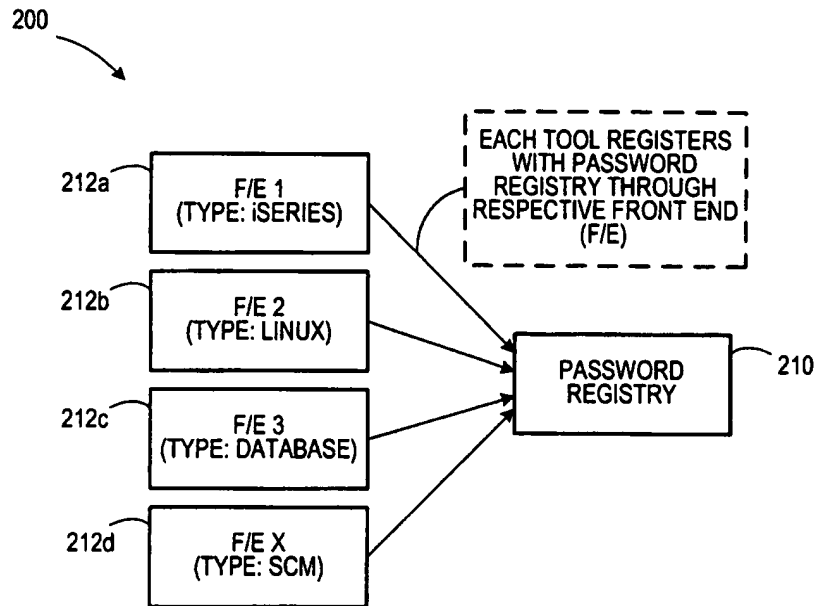 200
EACH TOOL REGISTERS
WITH PASSWORD
REGISTRY THROUGH
RESPECTIVE FRONT END
(F/E)
212a
F/E 1
(TYPE: iSERIES)
212b
F/E 2
(TYPE: LINUX)
212c
F/E 3
(TYPE: DATABASE)
212d
F/E X
(TYPE: SCM)
PASSWORD
REGISTRY
210